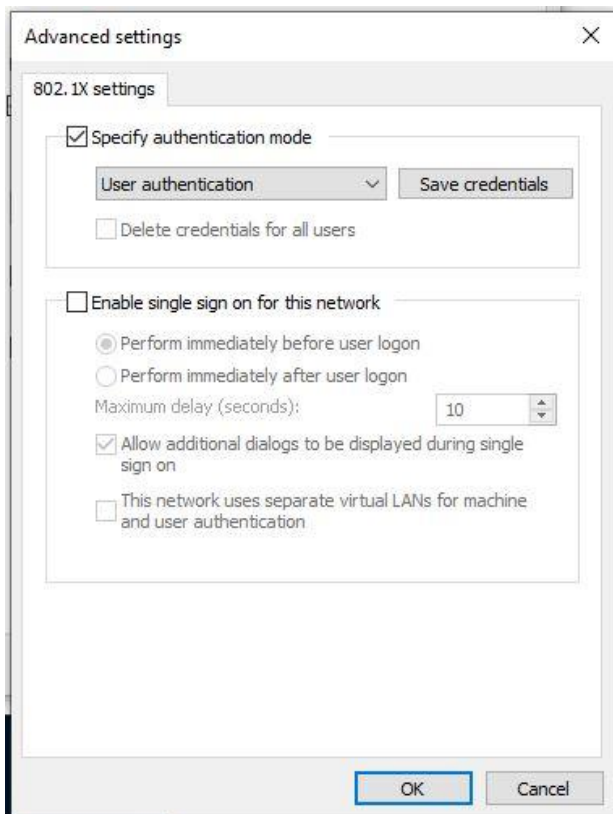 Advanced settings
802.1X settings
Specify authentication mode
User authentication
Save credentials
Delete credentials for all users
Enable single sign on for this network
Perform immediately before user logon
Perform immediately after user logon
Maximum delay (seconds):
10
Allow additional dialogs to be displayed during single
sign on
This network uses separate virtual LANs for machine
and user authentication
OK
Cancel